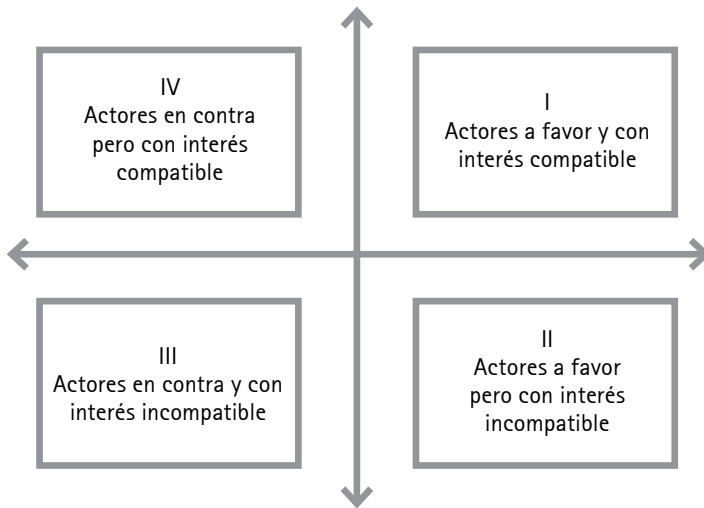 IV
Actores en contra
pero con interés
compatible
I
Actores a favor y con
interés compatible
III
Actores en contra y con
interés incompatible
II
Actores a favor
pero con interés
incompatible